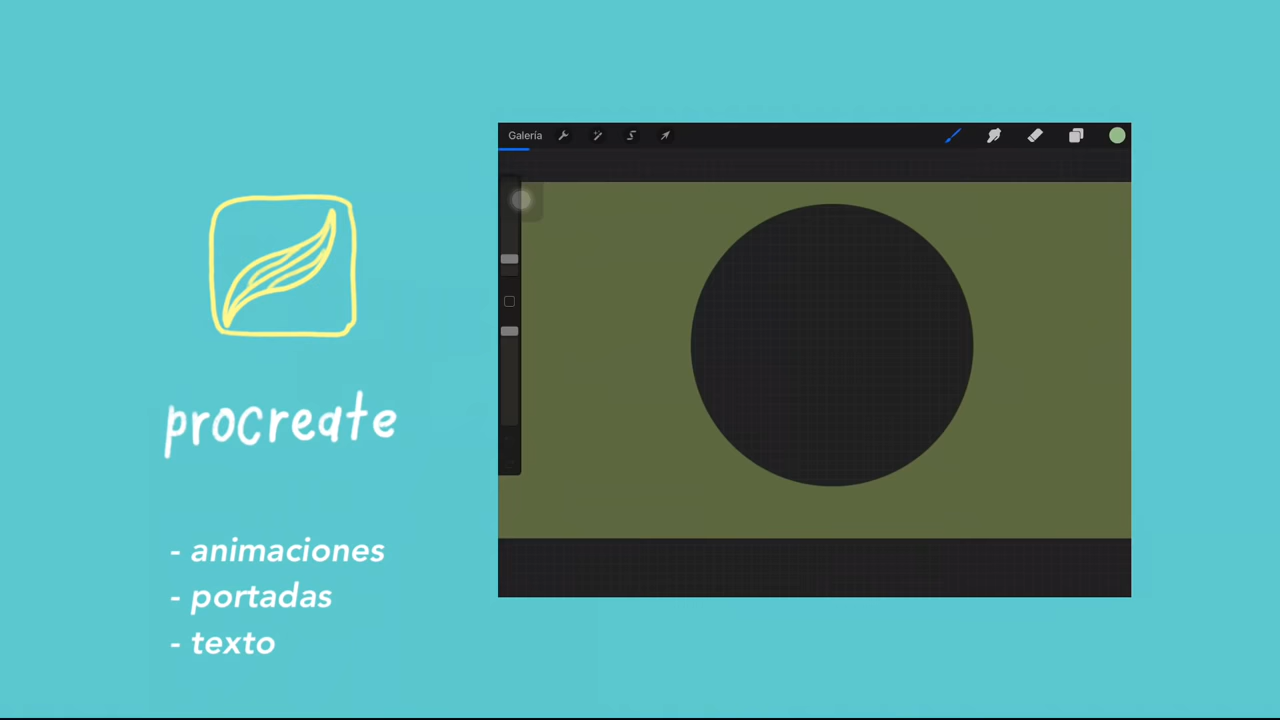 Galería
procreate
- animaciones
- portadas
- texto